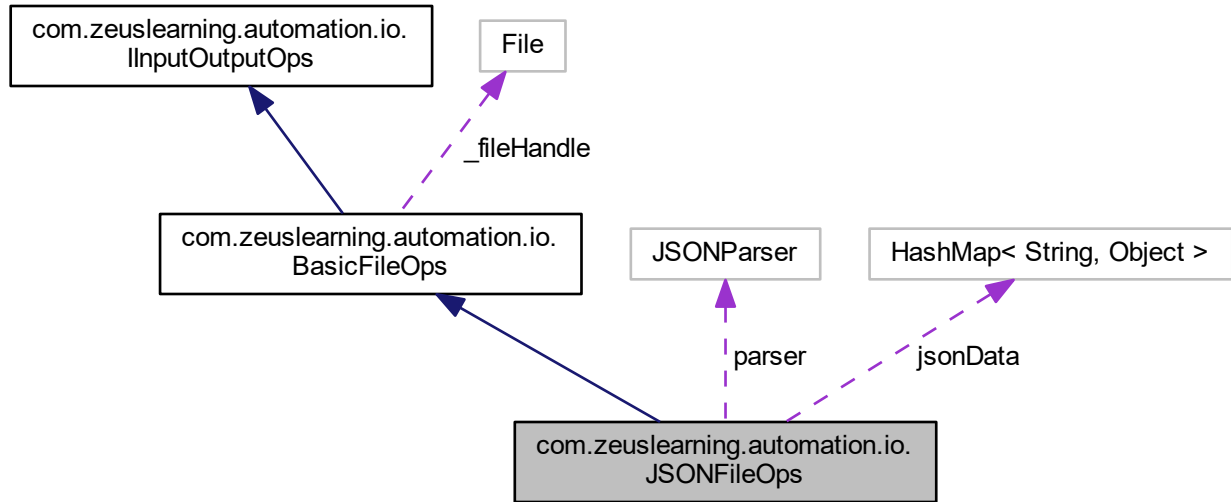 com.zeuslearning.automation.io.
IInputOutputOps
File
_fileHandle
com.zeuslearning.automation.io.
BasicFileOps
JSONParser
HashMap< String, Object >
parser
jsonData
com.zeuslearning.automation.io.
JSONFileOps